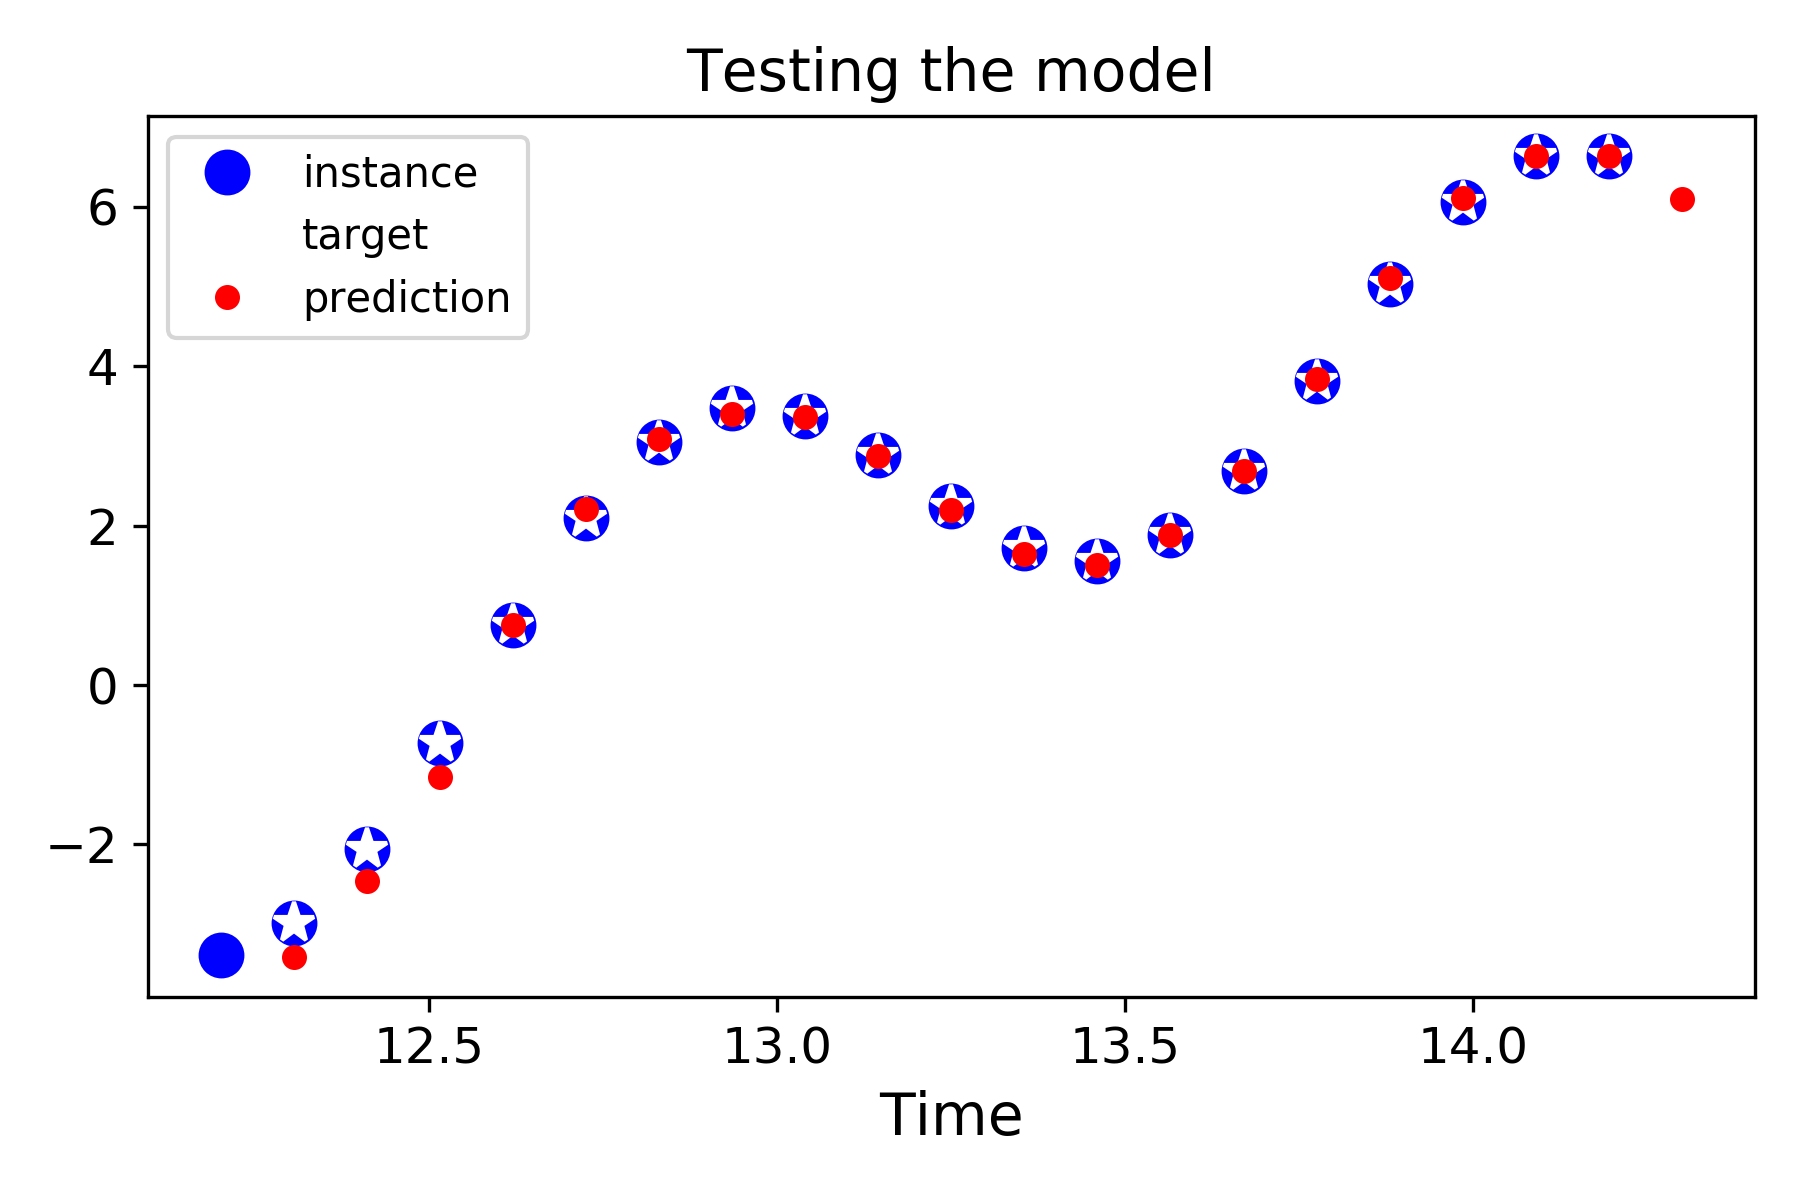 Testing the model
instance
target
prediction
6
4
2
0
−2
12.5 13.0 13.5 14.0
Time